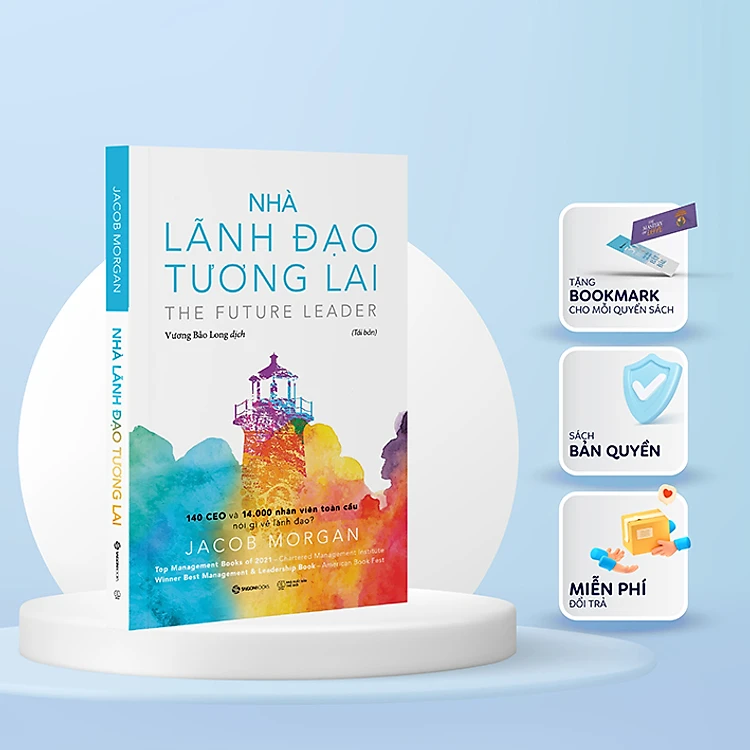 JACOB MORGAN
NHÀ LÃNH ĐẠO TƯƠNG LAI
SAIGONBOOKS
NHÀ
LÃNH ĐẠO
TƯƠNG LAI
THE FUTURE LEADER
Vương Bảo Long dịch
(Tái bản)
140 CEO và 14.000 nhân viên toàn cầu
nói gì về lãnh đạo?
JACOB MORGAN
Top Management Books of 2021 – Chartered Management Institute
Winner Best Management & Leadership Book – American Book Fest
SAIGONBOOKS
TẶNG
BOOKMARK
CHO MỖI QUYỂN SÁCH
SÁCH
BẢN QUYỀN
MIỄN PHÍ
ĐỔI TRẢ